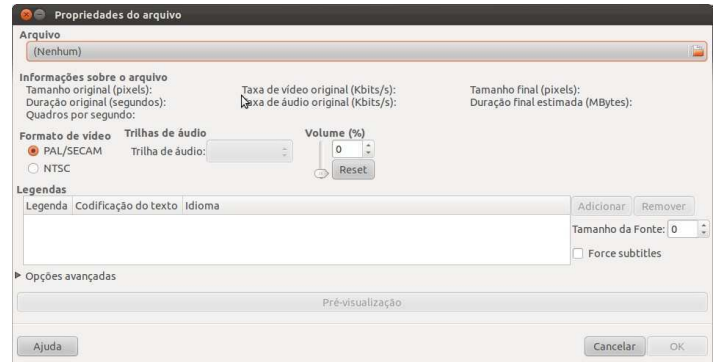 Propriedades do arquivo
Arquivo
(Nenhum)
Informações sobre o arquivo
Tamanho original (pixels): Taxa de vídeo original (Kbits/s): Tamanho final (pixels):
Duração original (segundos): Taxa de áudio original (Kbits/s): Duração final estimada (MBytes):
Quadros por segundo:
Formato de vídeo Trilhas de áudio Volume (%)
PAL/SECAM Trilha de áudio: 0
NTSC Reset
Legendas
Legenda Codificação do texto Idioma Adicionar Remover
Tamanho da Fonte: 0
Force subtitles
Opções avançadas
Pré-visualização
Ajuda Cancelar OK